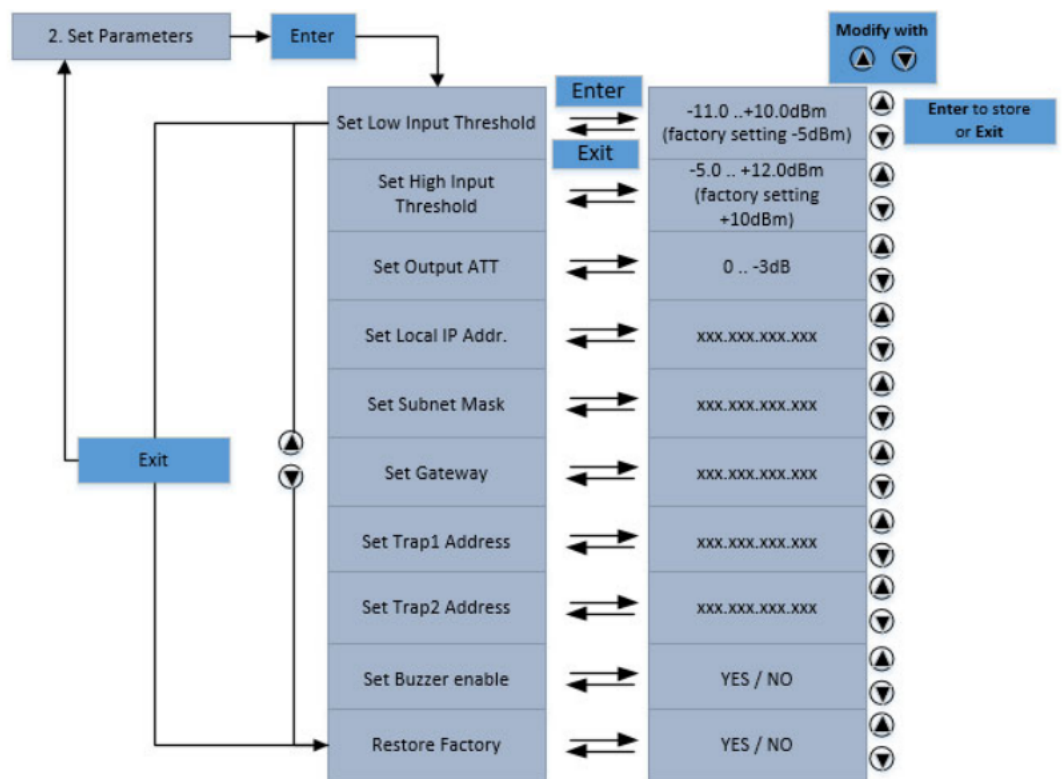 Modify with
2. Set Parameters
Enter
Enter
Exit
Set Low Input Threshold
-11.0 ..+10.0dBm
(factory setting -5dBm)
Enter to store
or Exit
Set High Input
Threshold
-5.0 .. +12.0dBm
(factory setting
+10dBm)
Set Output ATT
0 .. -3dB
Set Local IP Addr.
xxx.xxx.xxx.xxx
Set Subnet Mask
xxx.xxx.xxx.xxx
Exit
Set Gateway
xxx.xxx.xxx.xxx
Set Trap1 Address
xxx.xxx.xxx.xxx
Set Trap2 Address
xxx.xxx.xxx.xxx
Set Buzzer enable
YES / NO
Restore Factory
YES / NO